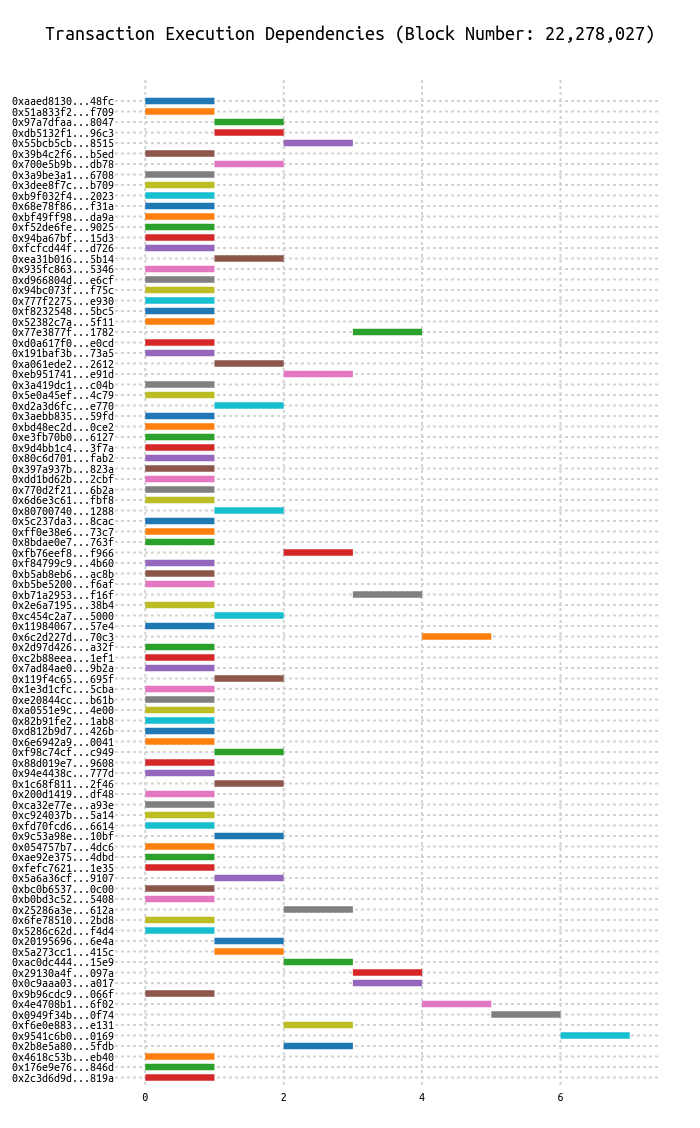 Transaction Execution Dependencies (Block Number: 22,278,027)
0xaaed8130...48fc
0x51a833f2...f709
0x97a7dfaa...8047
0xdb5132f1...96c3
0x55bcb5cb...8515
0x39b4c2f6...b5ed
0x700e5b9b...db78
0x3a9be3a1...6708
0x3dee8f7c...b709
0xb9f032f4...2023
0x68e78f86...f31a
0xbf49ff98...da9a
0xf52de6fe...9025
0x94ba67bf...15d3
0xfcfcd44f...d726
0xea31b016...5b14
0x935fc863...5346
0xd966804d...e6cf
0x94bc073f...f75c
0x777f2275...e930
0xf8232548...5bc5
0x52382c7a...5f11
0x77e3877f...1782
0xd0a617f0...e0cd
0x191baf3b...73a5
0xa061ede2...2612
0xeb951741...e91d
0x3a419dc1...c04b
0x5e0a45ef...4c79
0xd2a3d6fc...e770
0x3aebb835...59fd
0xbd48ec2d...0ce2
0xe3fb70b0...6127
0x9d4bb1c4...3f7a
0x80c6d701...fab2
0x397a937b...823a
0xdd1bd62b...2cbf
0x770d2f21...6b2a
0x6d6e3c61...fbf8
0x80700740...1288
0x5c237da3...8cac
0xff0e38e6...73c7
0x8bdae0e7...763f
0xfb76eef8...f966
0xf84799c9...4b60
0xb5ab8eb6...ac8b
0xb5be5200...f6af
0xb71a2953...f16f
0x2e6a7195...38b4
0xc454c2a7...5000
0x11984067...57e4
0x6c2d227d...70c3
0x2d97d426...a32f
0xc2b88eea...1ef1
0x7ad84ae0...9b2a
0x119f4c65...695f
0x1e3d1cfc...5cba
0xe20844cc...b61b
0xa0551e9c...4e00
0x82b91fe2...1ab8
0xd812b9d7...426b
0x6e6942a9...0041
0xf98c74cf...c949
0x88d019e7...9608
0x94e4438c...777d
0x1c68f811...2f46
0x200d1419...df48
0xca32e77e...a93e
0xc924037b...5a14
0xfd70fcd6...6614
0x9c53a98e...10bf
0x054757b7...4dc6
0xae92e375...4dbd
0xfefc7621...1e35
0x5a6a36cf...9107
0xbc0b6537...0c00
0xb0bd3c52...5408
0x25286a3e...612a
0x6fe78510...2bd8
0x5286c62d...f4d4
0x20195696...6e4a
0x5a273cc1...415c
0xac0dc444...15e9
0x29130a4f...097a
0x0c9aaa03...a017
0x9b96cdc9...066f
0x4e4708b1...6f02
0x0949f34b...0f74
0xf6e0e883...e131
0x9541c6b0...0169
0x2b8e5a80...5fdb
0x4618c53b...eb40
0x176e9e76...846d
0x2c3d6d9d...819a
0 2 4 6